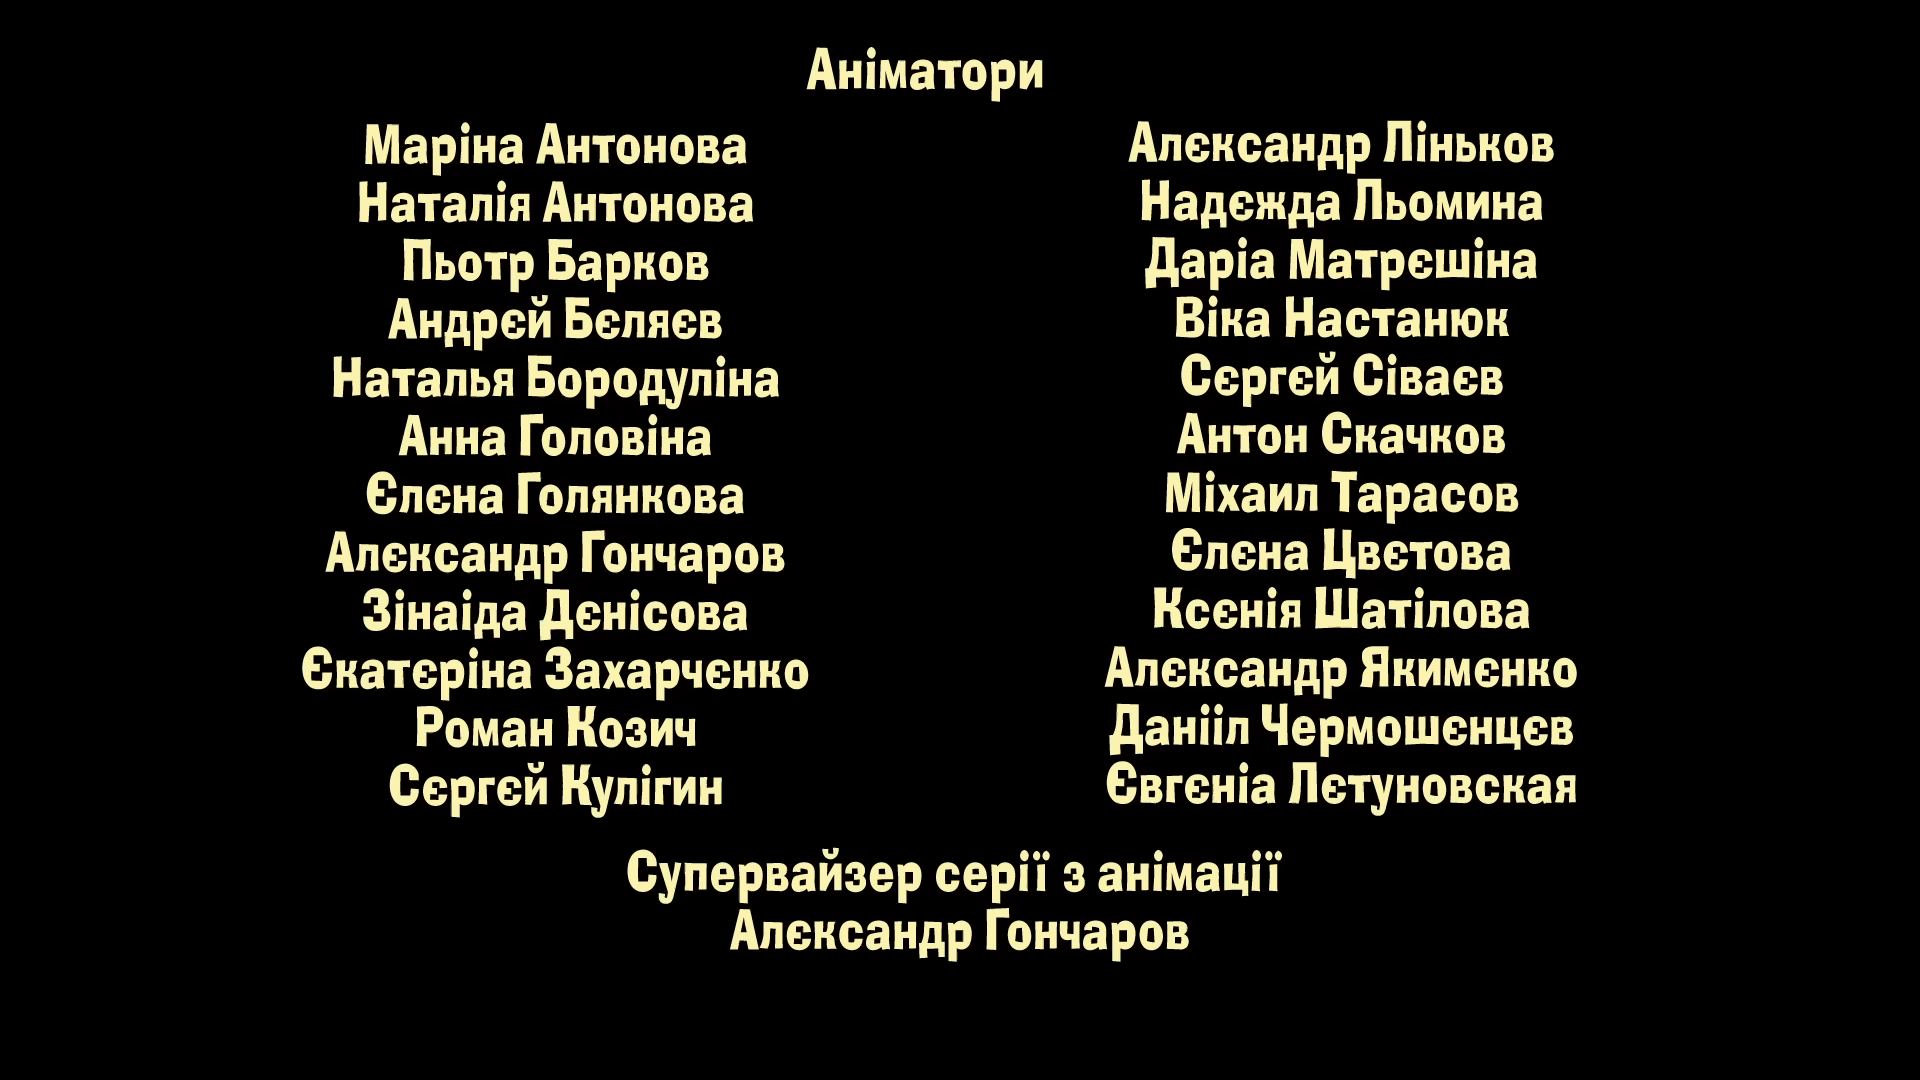 Аніматори
Маріна Антонова
Наталія Антонова
Пьотр Барков
Андрєй Бєляєв
Наталья Бородуліна
Анна Головіна
Єлєна Голянкова
Алєксандр Гончаров
Зінаіда Дєнісова
Єкатєріна Захарчєнко
Роман Козич
Сєргєй Кулігин
Алєксандр Ліньков
Надєжда Льомина
Даріа Матрєшіна
Віка Настанюк
Сєргєй Сіваєв
Антон Скачков
Міхаил Тарасов
Єлєна Цвєтова
Ксєнія Шатілова
Алєксандр Якимєнко
Данііл Чермошєнцєв
Євгєніа Лєтуновская
Супервайзер серії з анімації
Алєксандр Гончаров